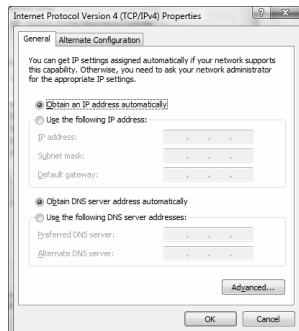 Internet Protocol Version 4 (TCP/IPv4) Properties
General
Alternate Configuration
You can get IP settings assigned automatically if your network supports
this capability. Otherwise, you need to ask your network administrator
for the appropriate IP settings.
Obtain an IP address automatically
Use the following IP address:
IP address:
Subnet mask:
Default gateway:
Obtain DNS server address automatically
Use the following DNS server addresses:
Preferred DNS server:
Alternate DNS server:
Advanced...
OK
Cancel